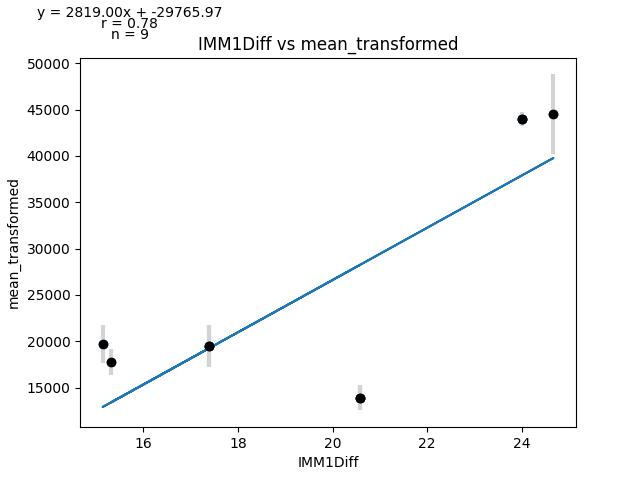 y = 2819.00x + -29765.97
r = 0.78
n = 9
IMM1Diff vs mean_transformed
50000
45000
40000
35000
30000
25000
20000
15000
mean_transformed
16 18 20 22 24
IMM1Diff